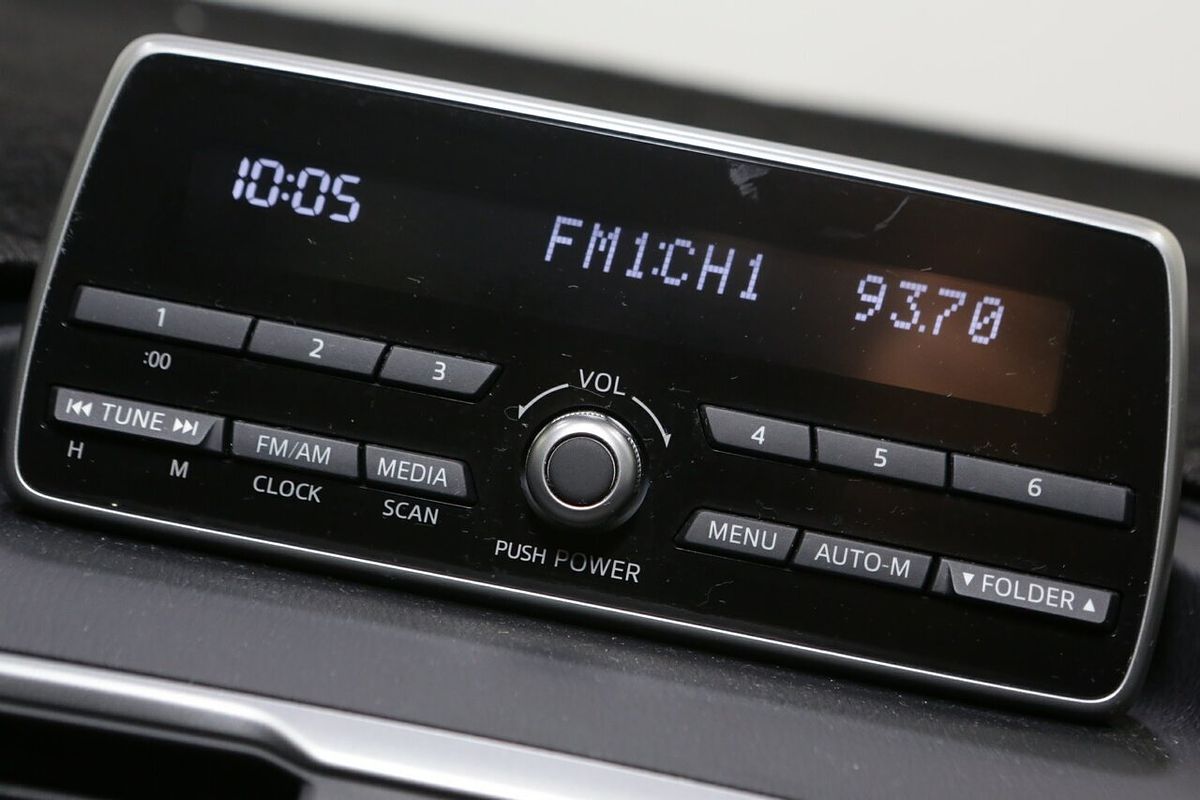 10:05
FM1:CH1 93.70
1 2 3
:00
VOL
4 5 6
TUNE FM/AM MEDIA
H M CLOCK SCAN
PUSH POWER
MENU AUTO-M ▼ FOLDER ▲